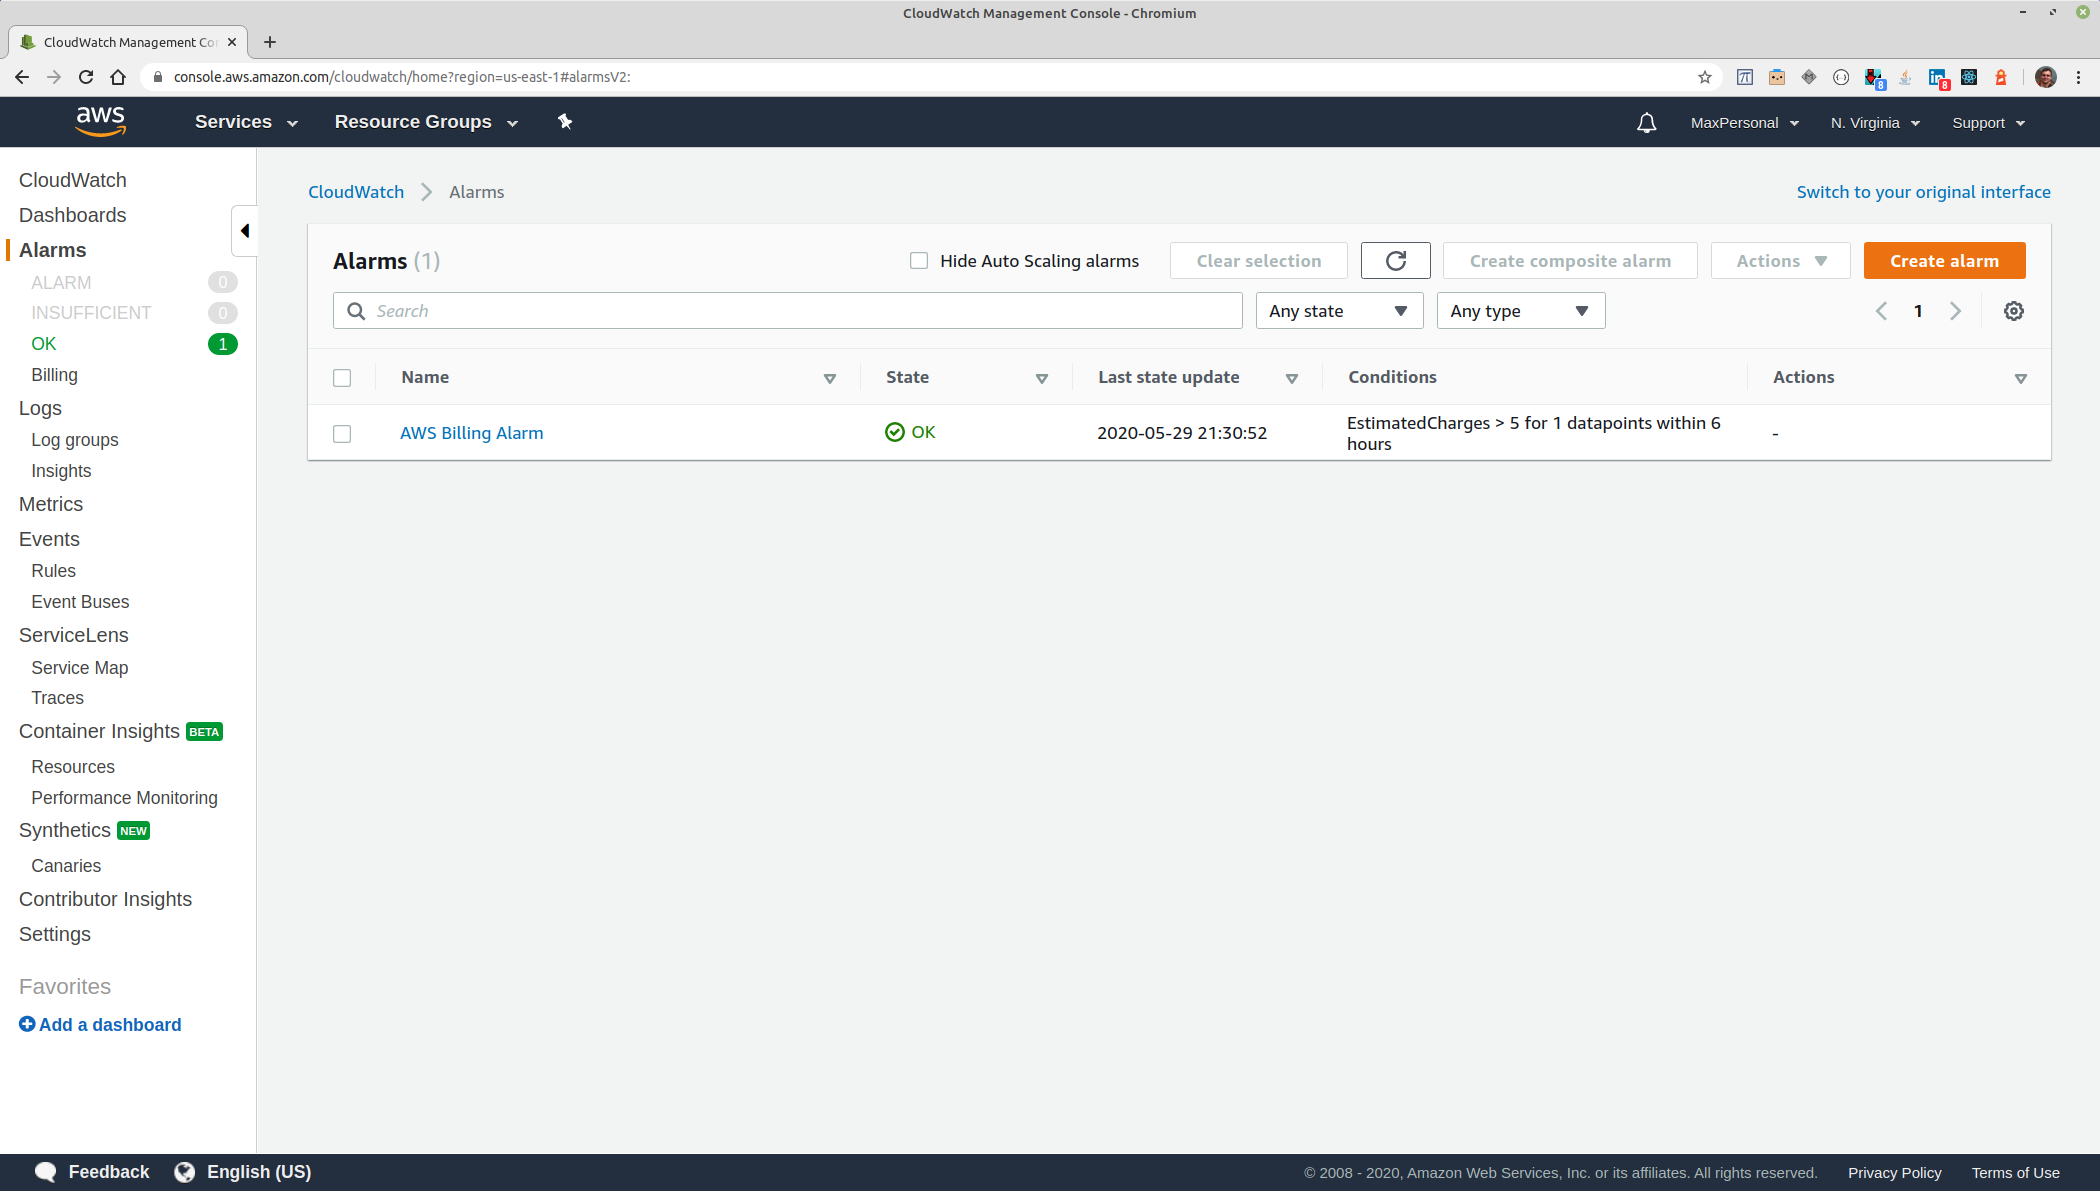 CloudWatch Management Console - Chromium
CloudWatch Management Co
console.aws.amazon.com/cloudwatch/home?region=us-east-1#alarmsV2:
8
8
aws
Services
Resource Groups
MaxPersonal
N. Virginia
Support
CloudWatch
Dashboards
Alarms
ALARM 0
INSUFFICIENT 0
OK 1
Billing
Logs
Log groups
Insights
Metrics
Events
Rules
Event Buses
ServiceLens
Service Map
Traces
Container Insights BETA
Resources
Performance Monitoring
Synthetics NEW
Canaries
Contributor Insights
Settings
Favorites
Add a dashboard
CloudWatch Alarms
Switch to your original interface
Alarms (1)
Hide Auto Scaling alarms
Clear selection
Create composite alarm
Actions
Create alarm
Search
Any state
Any type
1
Name State Last state update Conditions Actions
AWS Billing Alarm OK 2020-05-29 21:30:52 EstimatedCharges > 5 for 1 datapoints within 6
hours
-
Feedback
English (US)
© 2008 - 2020, Amazon Web Services, Inc. or its affiliates. All rights reserved.
Privacy Policy
Terms of Use